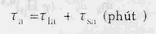 τₐ = τ₁ₐ + τₛₐ (phút )